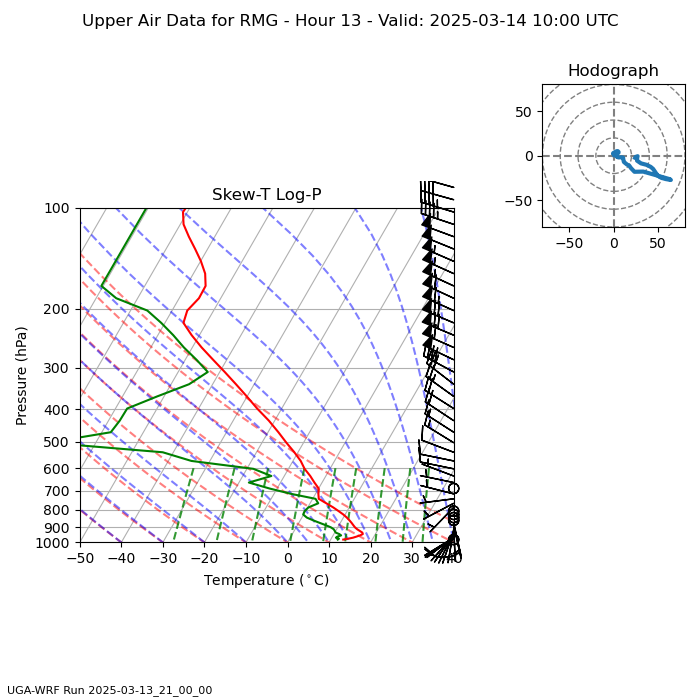 Upper Air Data for RMG - Hour 13 - Valid: 2025-03-14 10:00 UTC
Hodograph
50
0
−50
−50 0 50
Skew-T Log-P
100
200
300
400
500
600
700
800
900
1000
Pressure (hPa)
−50 −40 −30 −20 −10 0 10 20 30 40
Temperature (°C)
UGA-WRF Run 2025-03-13_21_00_00